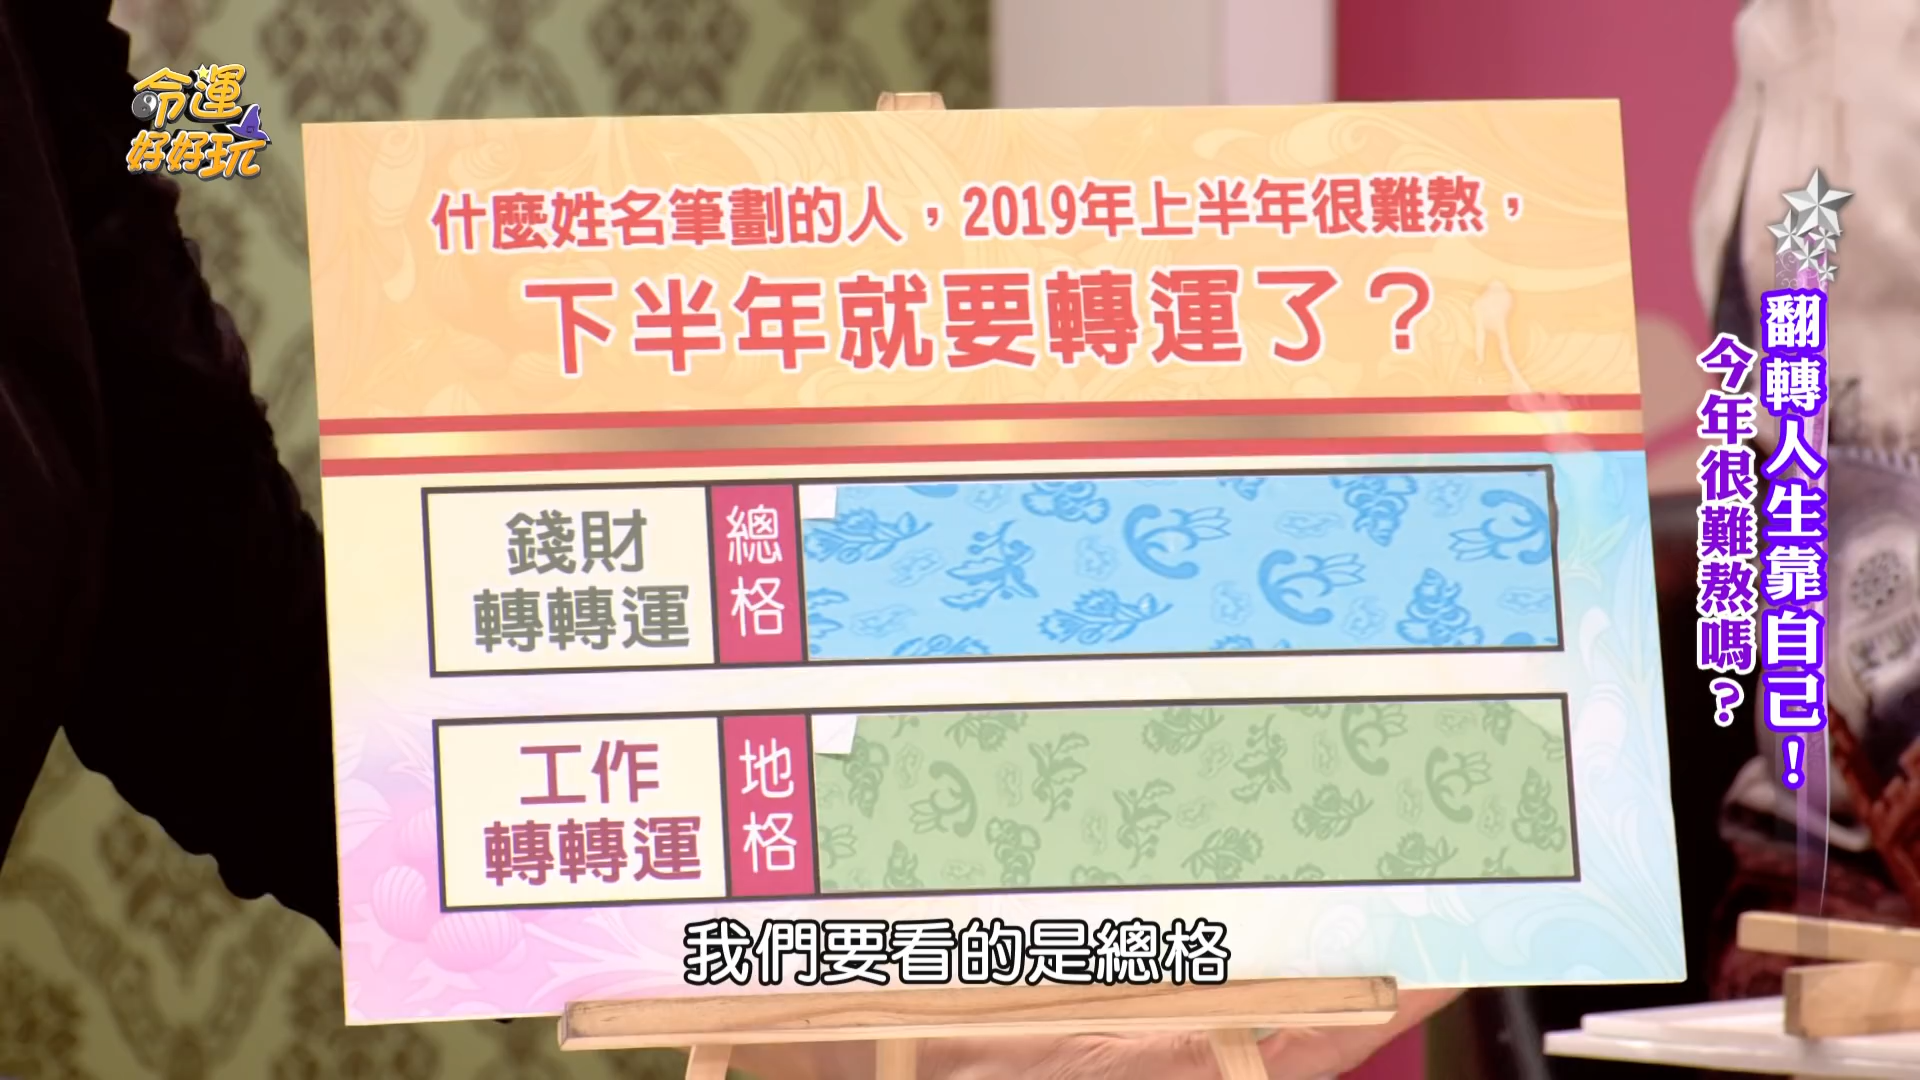 命運
好好玩
什麼姓名筆劃的人，2019年上半年很難熬，
下半年就要轉運了？
錢財
轉轉運
總格
工作
轉轉運
地格
翻轉人生靠自己！
今年很難熬嗎？
我們要看的是總格